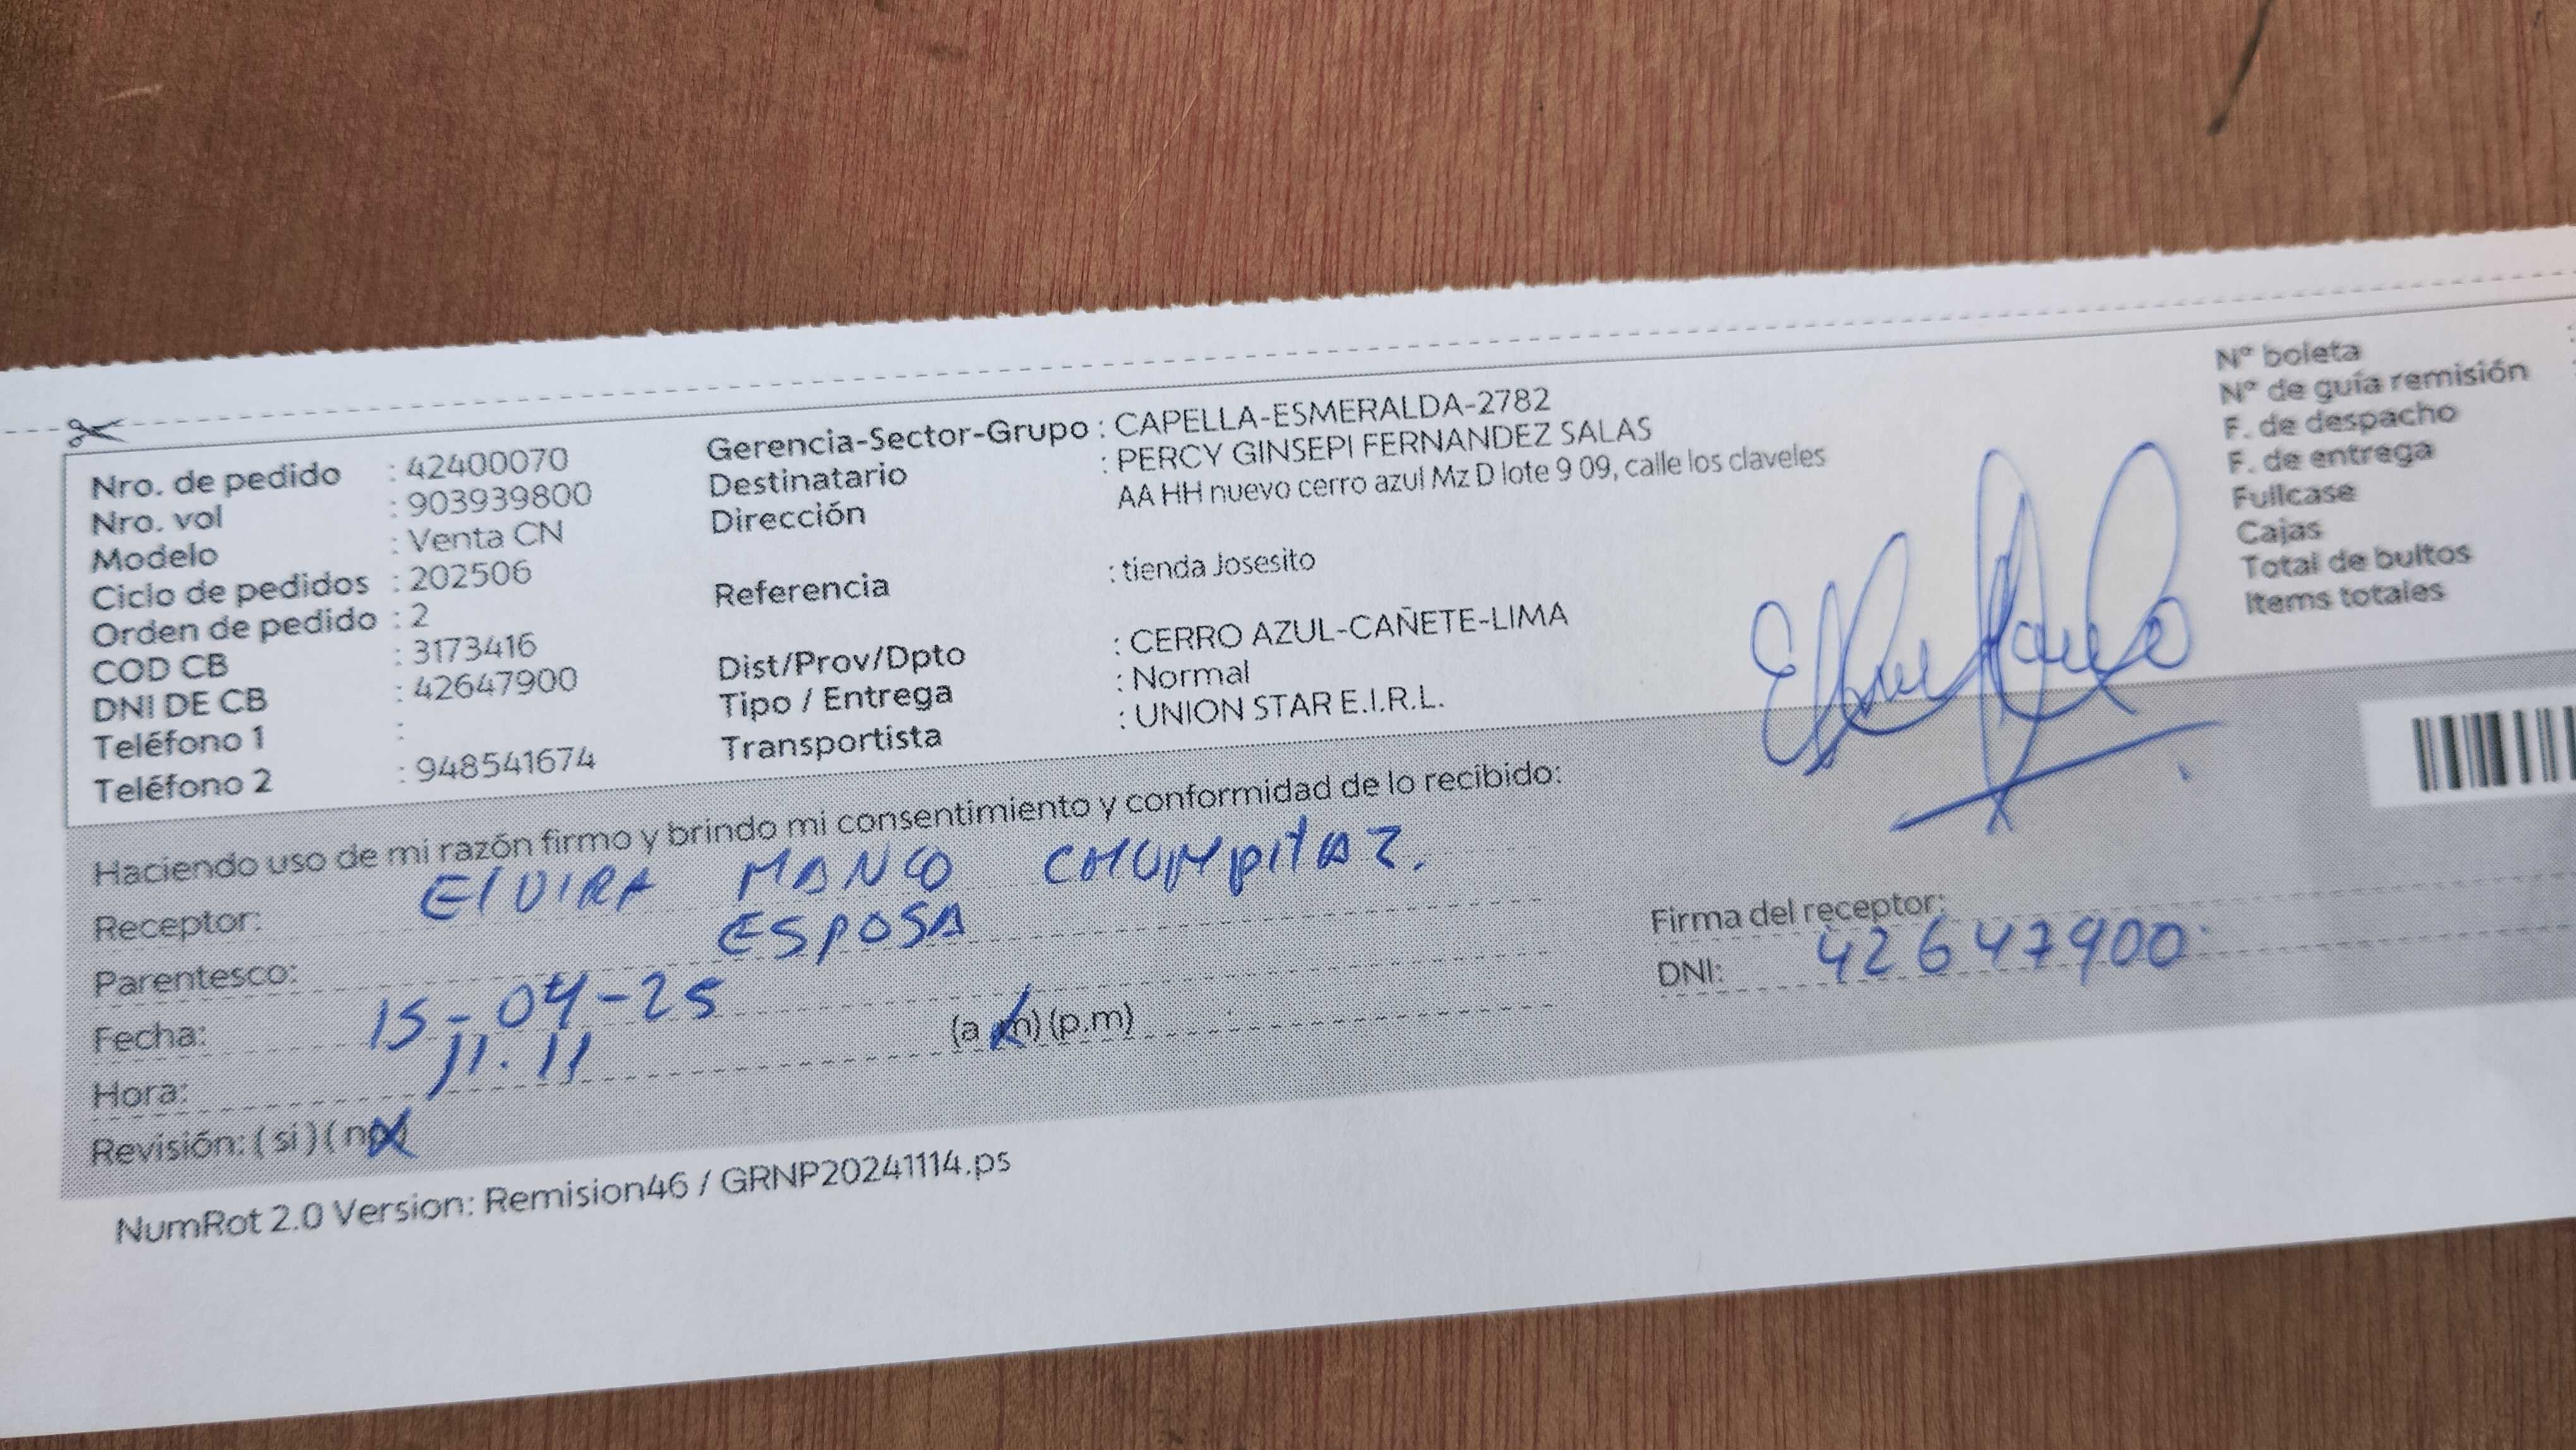 Nro. de pedido : 42400070
Nro. vol : 903939800
Modelo : Venta CN
Ciclo de pedidos : 202506
Orden de pedido : 2
COD CB : 3173416
DNI DE CB : 42647900
Teléfono 1 :
Teléfono 2 : 948541674
Gerencia-Sector-Grupo : CAPELLA-ESMERALDA-2782
Destinatario : PERCY GINSEPI FERNANDEZ SALAS
Dirección AA HH nuevo cerro azul Mz D lote 9 09, calle los claveles
Referencia : tienda Josesito
Dist/Prov/Dpto : CERRO AZUL-CAÑETE-LIMA
Tipo / Entrega : Normal
Transportista : UNION STAR E.I.R.L.
N° boleta
N° de guía remisión
F. de despacho
F. de entrega
Fullcase
Cajas
Total de bultos
Items totales
Haciendo uso de mi razón firmo y brindo mi consentimiento y conformidad de lo recibido:
Receptor: ElVIRA MANCO CHUMPITAZ.
Parentesco: ESPOSA
Fecha: 15-04-25
Hora: 11.11 (a.m) (p.m)
Revisión: ( si ) ( no )
Firma del receptor:
DNI: 42647900
NumRot 2.0 Version: Remision46 / GRNP20241114.ps